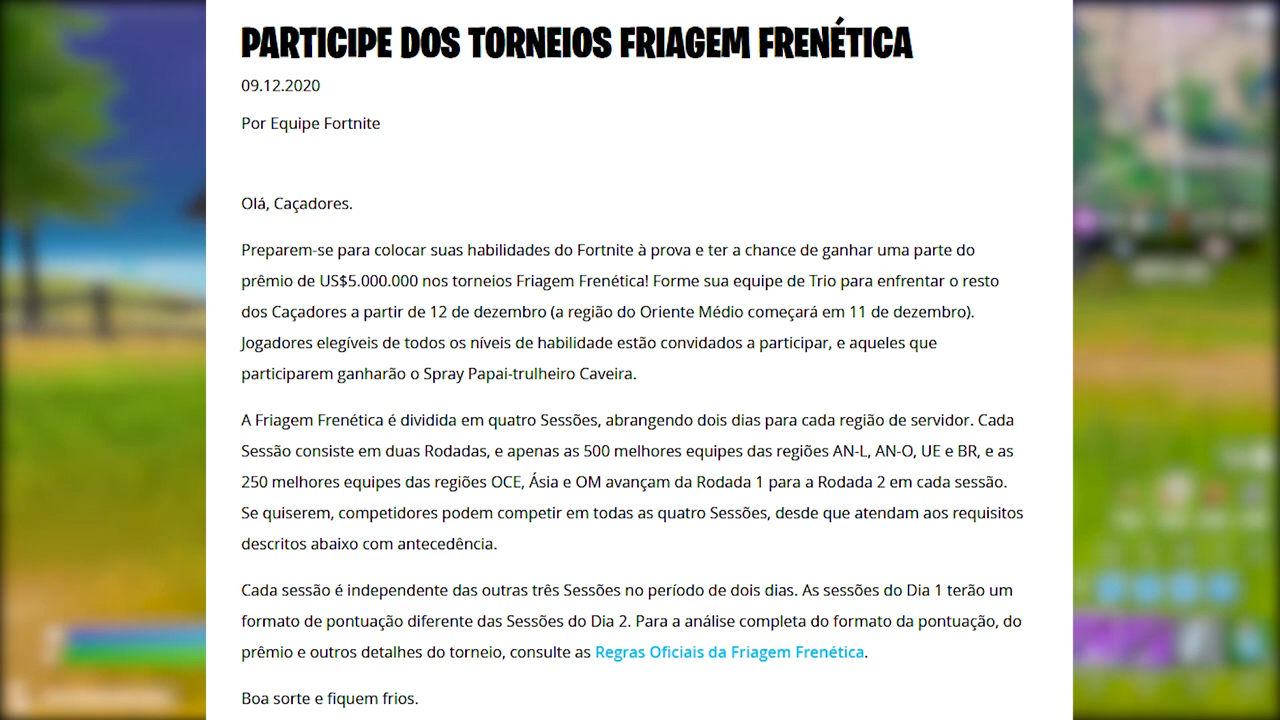 PARTICIPE DOS TORNEIOS FRIAGEM FRENÉTICA
09.12.2020
Por Equipe Fortnite
Olá, Caçadores.
Preparem-se para colocar suas habilidades do Fortnite à prova e ter a chance de ganhar uma parte do
prêmio de US$5.000.000 nos torneios Friagem Frenética! Forme sua equipe de Trio para enfrentar o resto
dos Caçadores a partir de 12 de dezembro (a região do Oriente Médio começará em 11 de dezembro).
Jogadores elegíveis de todos os níveis de habilidade estão convidados a participar, e aqueles que
participarem ganharão o Spray Papai-trulheiro Caveira.
A Friagem Frenética é dividida em quatro Sessões, abrangendo dois dias para cada região de servidor. Cada
Sessão consiste em duas Rodadas, e apenas as 500 melhores equipes das regiões AN-L, AN-O, UE e BR, e as
250 melhores equipes das regiões OCE, Ásia e OM avançam da Rodada 1 para a Rodada 2 em cada sessão.
Se quiserem, competidores podem competir em todas as quatro Sessões, desde que atendam aos requisitos
descritos abaixo com antecedência.
Cada sessão é independente das outras três Sessões no período de dois dias. As sessões do Dia 1 terão um
formato de pontuação diferente das Sessões do Dia 2. Para a análise completa do formato da pontuação, do
prêmio e outros detalhes do torneio, consulte as Regras Oficiais da Friagem Frenética.
Boa sorte e fiquem frios.